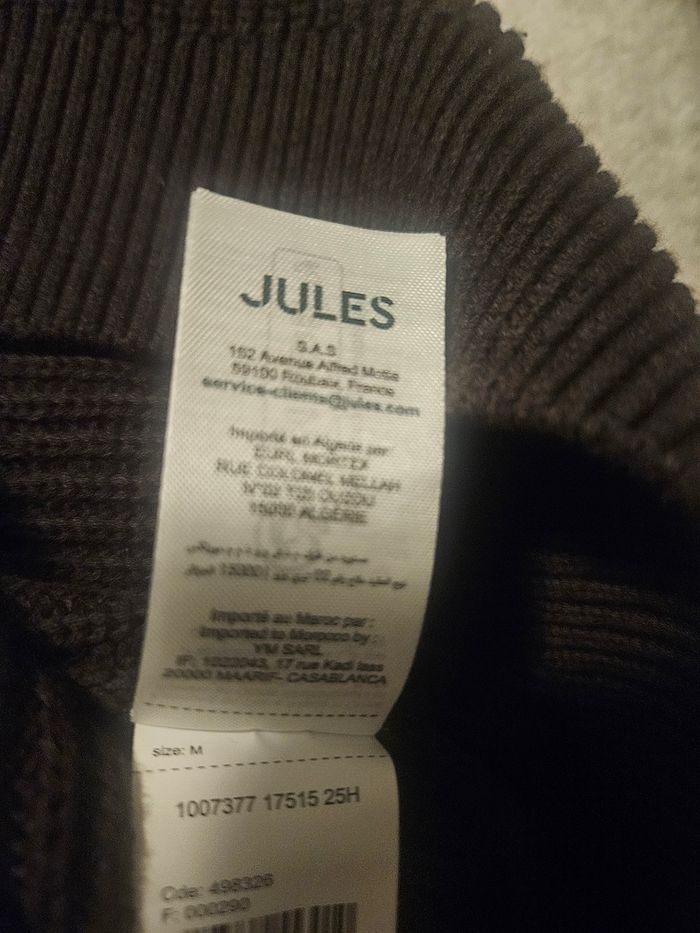 JULES
S.A.S
152 Avenue Alfred Motte
59100 Roubaix, France
service-clients@jules.com
Importé en Algérie par:
EURL MORTEX
RUE COLONEL MELLAH
N°02 TIZI OUZOU
15000 ALGÉRIE
Importé au Maroc par :
Imported to Morocco by :
YM SARL
IF: 1022043, 17 rue Kadi Iass
20000 MAARIF- CASABLANCA
size: M
1007377 17515 25H
Cde: 498326
F: 000290